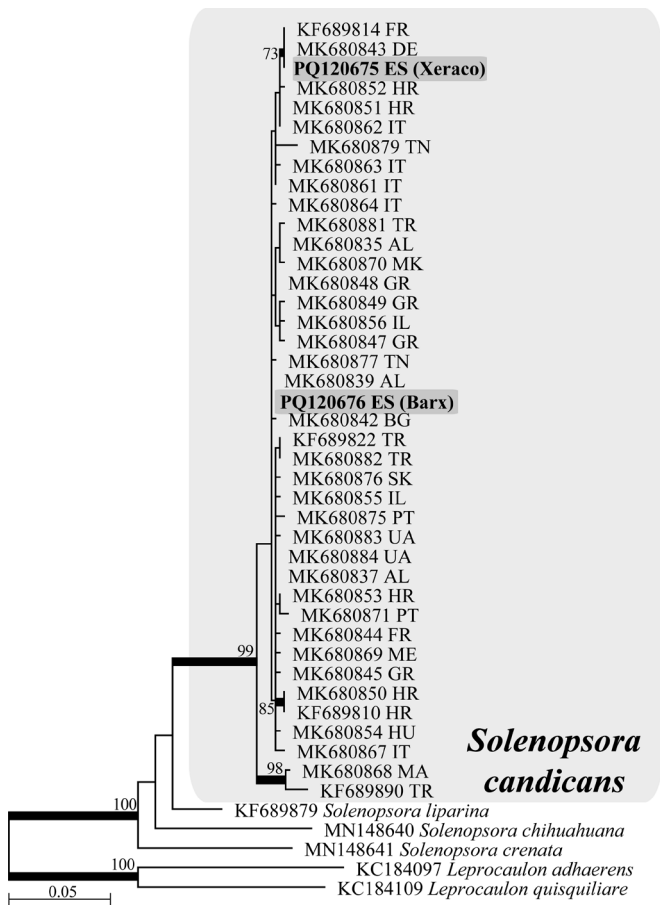 KF689814 FR
MK680843 DE
73
PQ120675 ES (Xeraco)
MK680852 HR
MK680851 HR
MK680862 IT
MK680879 TN
MK680863 IT
MK680861 IT
MK680864 IT
MK680881 TR
MK680835 AL
MK680870 MK
MK680848 GR
MK680849 GR
MK680856 IL
MK680847 GR
MK680877 TN
MK680839 AL
PQ120676 ES (Barx)
MK680842 BG
KF689822 TR
MK680882 TR
MK680876 SK
MK680855 IL
MK680875 PT
MK680883 UA
MK680884 UA
MK680837 AL
MK680853 HR
MK680871 PT
MK680844 FR
99
MK680869 ME
MK680845 GR
MK680850 HR
85
KF689810 HR
MK680854 HU
MK680867 IT
Solenopsora
candicans
98
MK680868 MA
KF689890 TR
100
KF689879 Solenopsora liparina
MN148640 Solenopsora chihuahuana
MN148641 Solenopsora crenata
100
KC184097 Leprocaulon adhaerens
KC184109 Leprocaulon quisquiliare
0.05